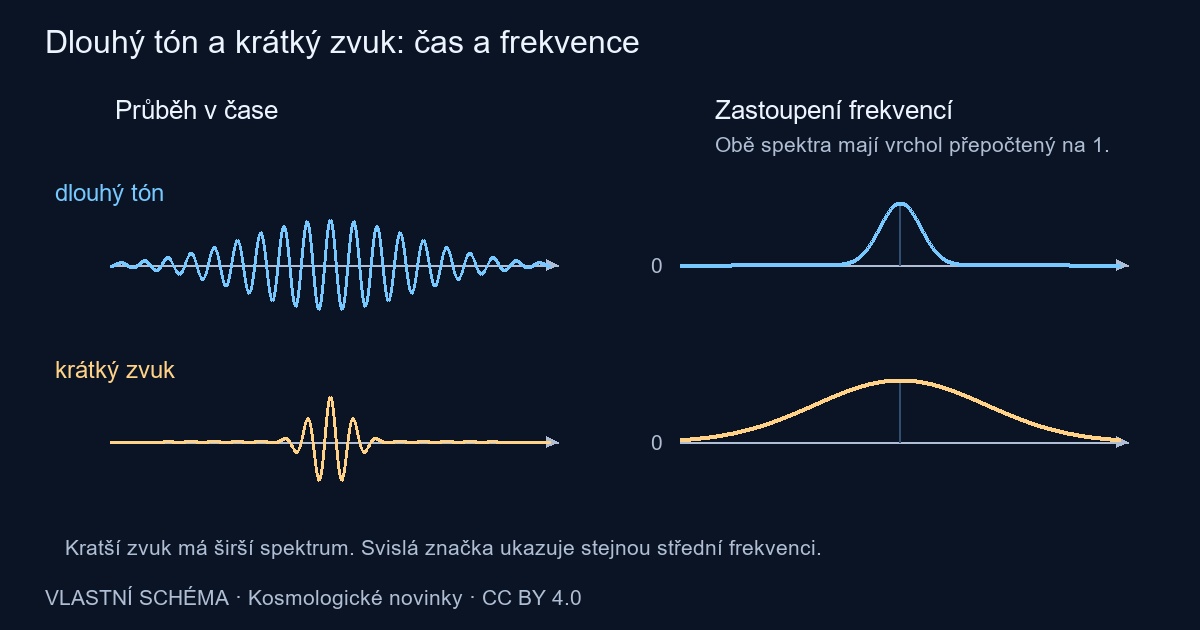 Dlouhý tón a krátký zvuk: čas a frekvence
Průběh v čase
Zastoupení frekvencí
Obě spektra mají vrchol přepočtený na 1.
dlouhý tón
0
krátký zvuk
0
Kratší zvuk má širší spektrum. Svislá značka ukazuje stejnou střední frekvenci.
VLASTNÍ SCHÉMA · Kosmologické novinky · CC BY 4.0